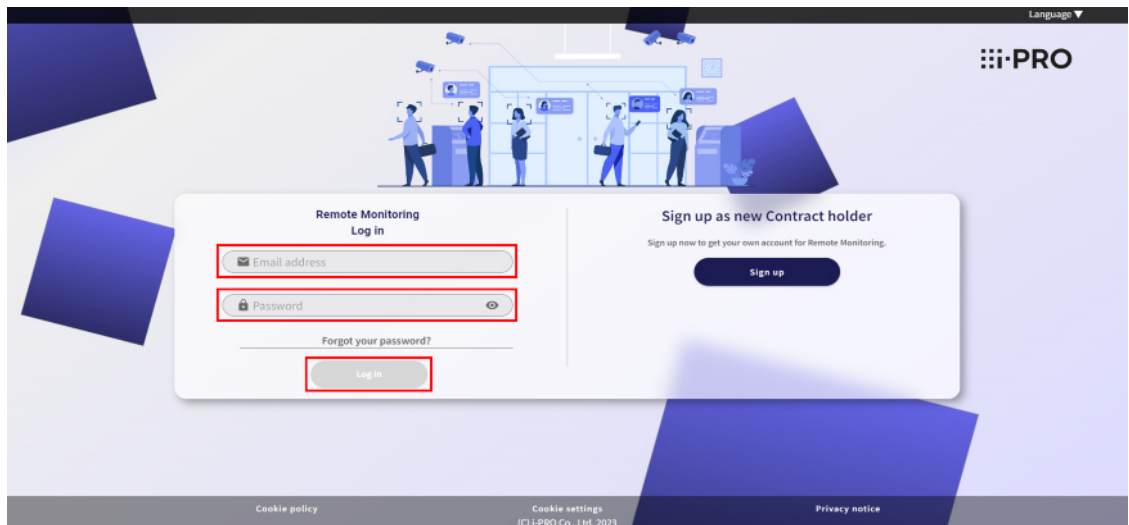 Language ▼
i-PRO
Remote Monitoring
Log in
Email address
Password
Forgot your password?
Log in
Sign up as new Contract holder
Sign up now to get your own account for Remote Monitoring.
Sign up
Cookie policy
Cookie settings
Privacy notice
(C) i-PRO Co., Ltd. 2023